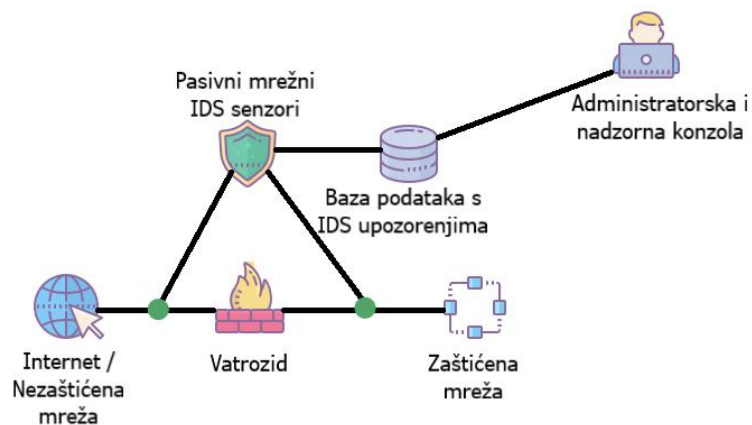 Pasivni mrežni
IDS senzori
Administratorska i
nadzorna konzola
Baza podataka s
IDS upozorenjima
Internet /
Nezaštićena
mreža
Vatrozid
Zaštićena
mreža